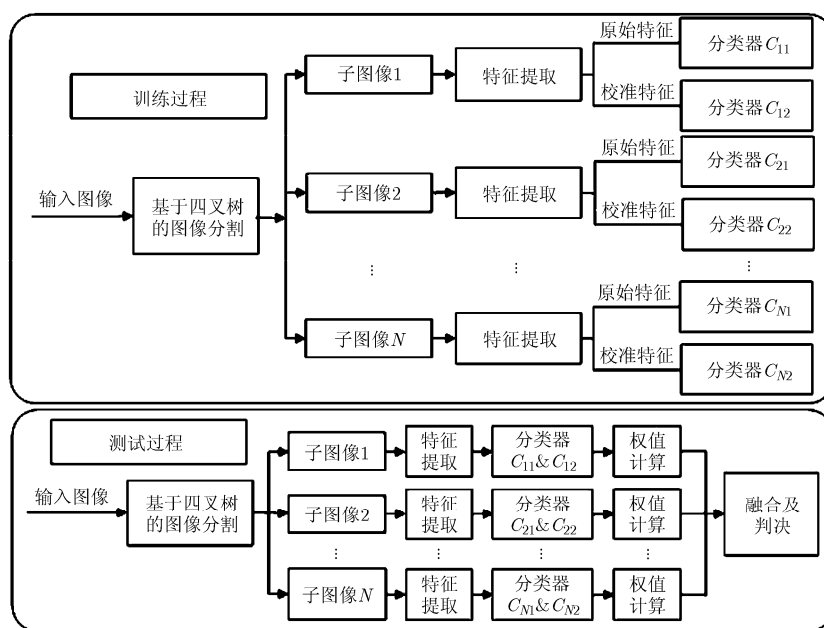 训练过程
输入图像
基于四叉树
的图像分割
子图像1
特征提取
原始特征
分类器C₁₁
校准特征
分类器C₁₂
子图像2
特征提取
原始特征
分类器C₂₁
校准特征
分类器C₂₂
⋮ ⋮ ⋮
子图像N
特征提取
原始特征
分类器C_N1
校准特征
分类器C_N2
测试过程
输入图像
基于四叉树
的图像分割
子图像1
特征
提取
分类器
C₁₁&C₁₂
权值
计算
子图像2
特征
提取
分类器
C₂₁&C₂₂
权值
计算
⋮ ⋮ ⋮ ⋮
子图像N
特征
提取
分类器
C_N1&C_N2
权值
计算
融合及
判决